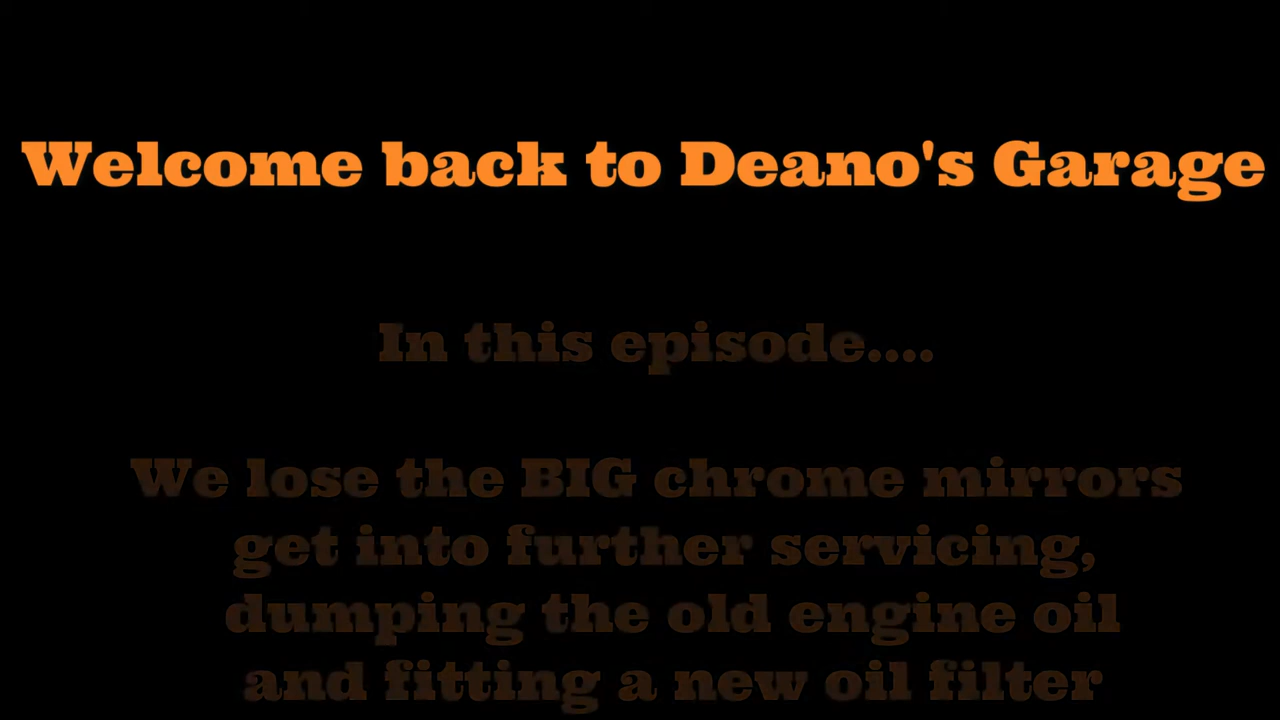 Welcome back to Deano's Garage
In this episode....
We lose the BIG chrome mirrors
get into further servicing,
dumping the old engine oil
and fitting a new oil filter